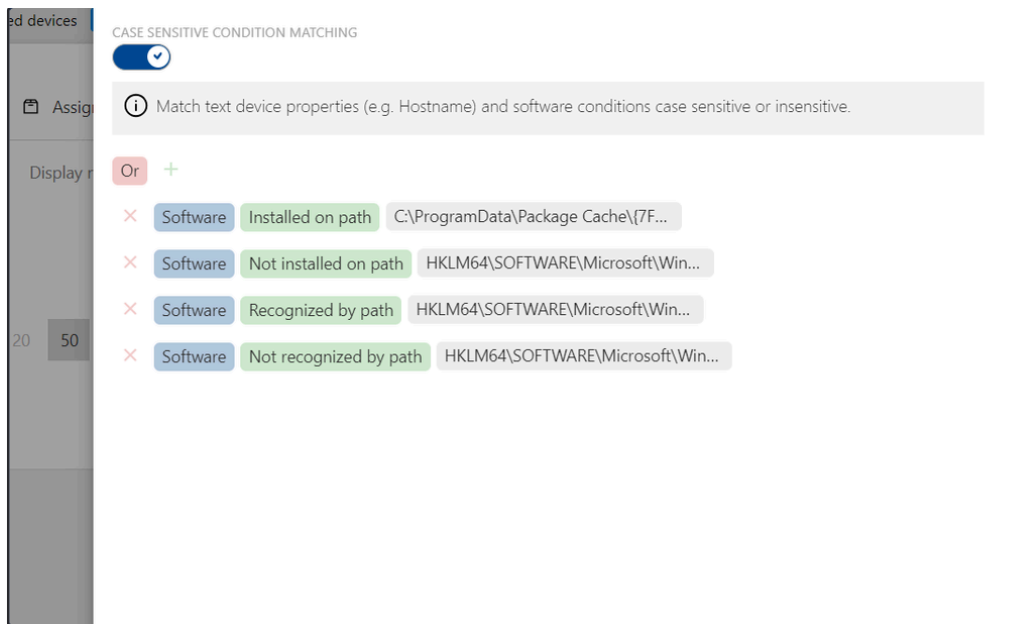 ed devices
CASE SENSITIVE CONDITION MATCHING
Match text device properties (e.g. Hostname) and software conditions case sensitive or insensitive.
Assig
Display r
Or +
Software Installed on path C:\ProgramData\Package Cache\{7F...
Software Not installed on path HKLM64\SOFTWARE\Microsoft\Win...
Software Recognized by path HKLM64\SOFTWARE\Microsoft\Win...
20 50
Software Not recognized by path HKLM64\SOFTWARE\Microsoft\Win...